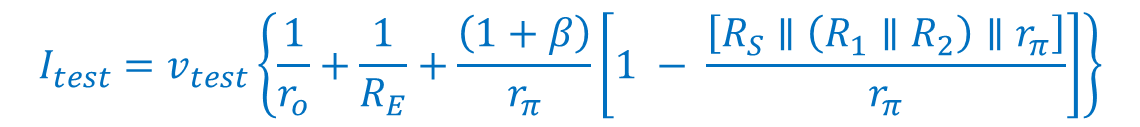 I_test = v_test {1/r_o + 1/R_E + (1 + β)/r_π [1 − [R_S ∥ (R_1 ∥ R_2) ∥ r_π]/r_π]}